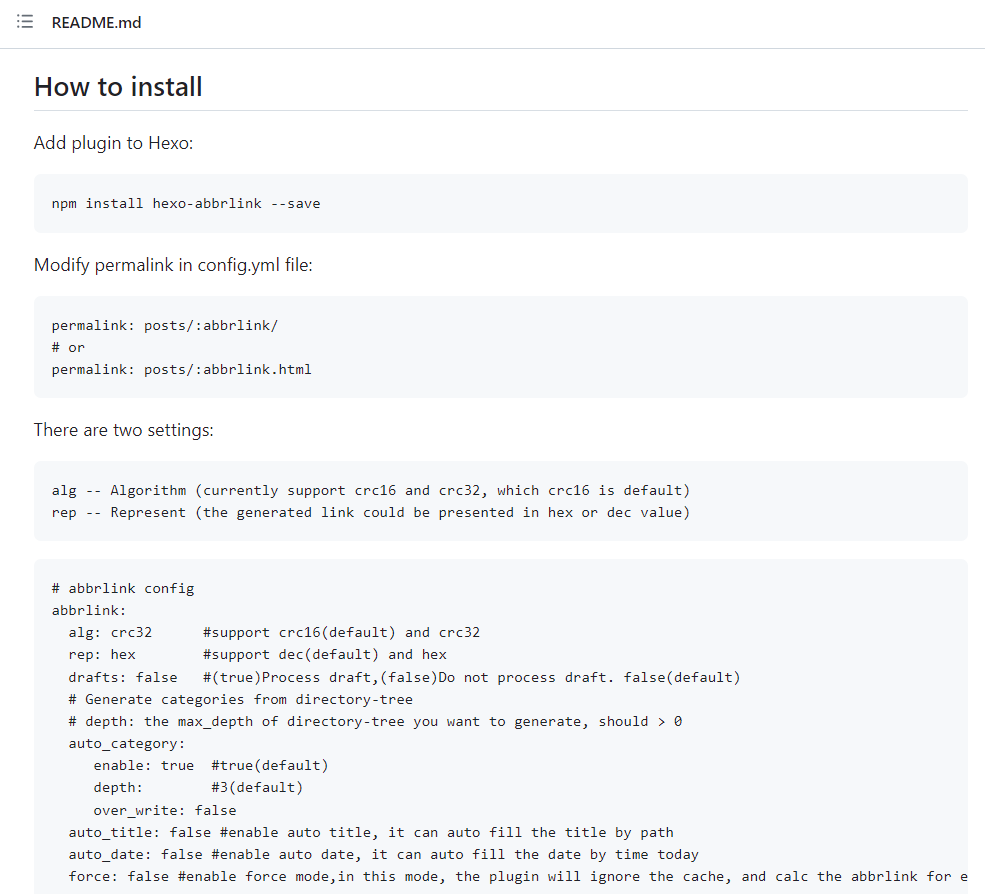 README.md
How to install
Add plugin to Hexo:
npm install hexo-abbrlink --save
Modify permalink in config.yml file:
permalink: posts/:abbrlink/
# or
permalink: posts/:abbrlink.html
There are two settings:
alg -- Algorithm (currently support crc16 and crc32, which crc16 is default)
rep -- Represent (the generated link could be presented in hex or dec value)
# abbrlink config
abbrlink:
  alg: crc32      #support crc16(default) and crc32
  rep: hex        #support dec(default) and hex
  drafts: false   #(true)Process draft,(false)Do not process draft. false(default)
  # Generate categories from directory-tree
  # depth: the max_depth of directory-tree you want to generate, should > 0
  auto_category:
     enable: true  #true(default)
     depth:        #3(default)
     over_write: false
  auto_title: false #enable auto title, it can auto fill the title by path
  auto_date: false #enable auto date, it can auto fill the date by time today
  force: false #enable force mode,in this mode, the plugin will ignore the cache, and calc the abbrlink for e